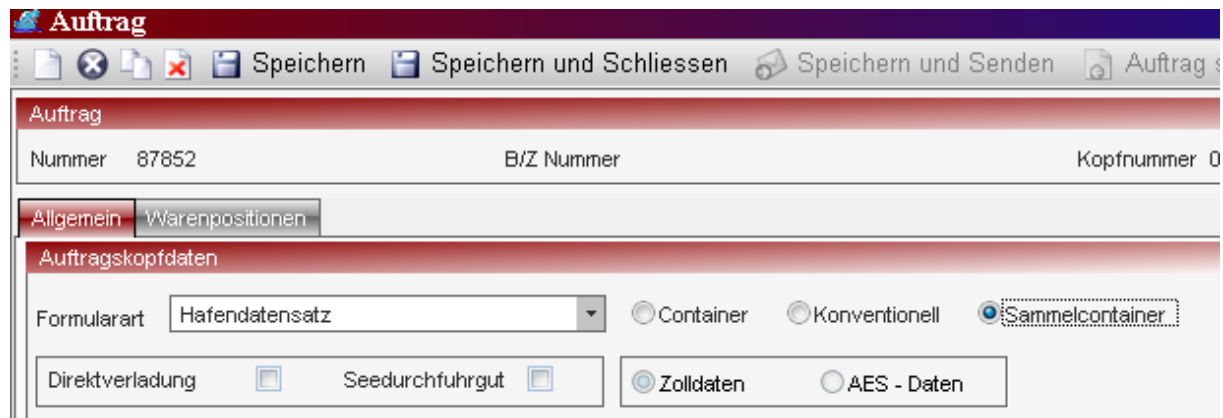 Auftrag
Speichern Speichern und Schliessen Speichern und Senden Auftrag s
Auftrag
Nummer 87852 B/Z Nummer Kopfnummer 0
Allgemein Warenpositionen
Auftragskopfdaten
Formularart Hafendatensatz Container Konventionell Sammelcontainer
Direktverladung Seedurchfuhrgut Zolldaten AES - Daten